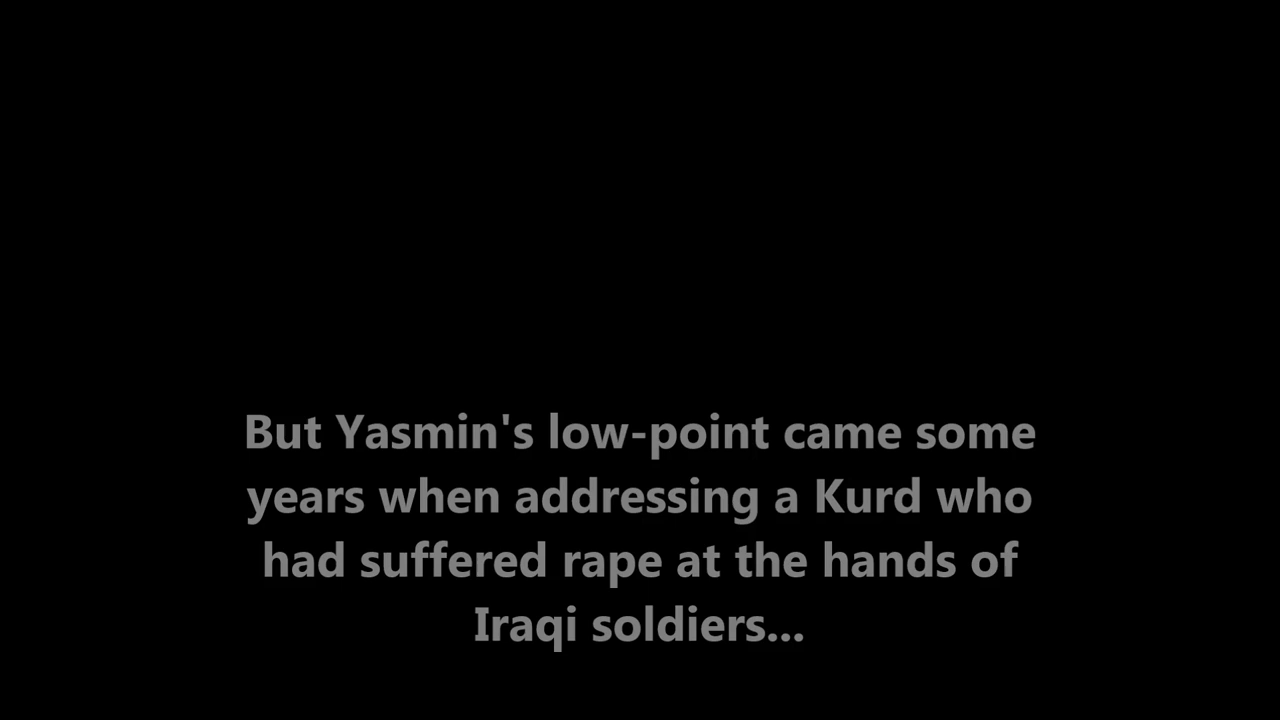 But Yasmin's low-point came some
years when addressing a Kurd who
had suffered rape at the hands of
Iraqi soldiers...